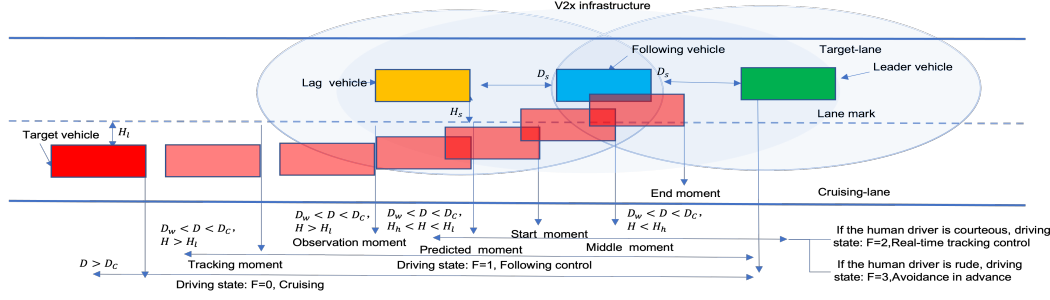 V2x infrastructure
Following vehicle
Target-lane
Leader vehicle
Lag vehicle
D_s
D_s
H_s
Lane mark
Target vehicle
H_l
End moment
Cruising-lane
D_w < D < D_C,
H > H_l
D_w < D < D_C,
H > H_l
D_w < D < D_C,
H_h < H < H_l
D_w < D < D_C,
H < H_h
Start moment
Observation moment
Predicted moment
Middle moment
If the human driver is courteous, driving
state: F=2,Real-time tracking control
D > D_C
Tracking moment
Driving state: F=1, Following control
If the human driver is rude, driving
state: F=3,Avoidance in advance
Driving state: F=0, Cruising